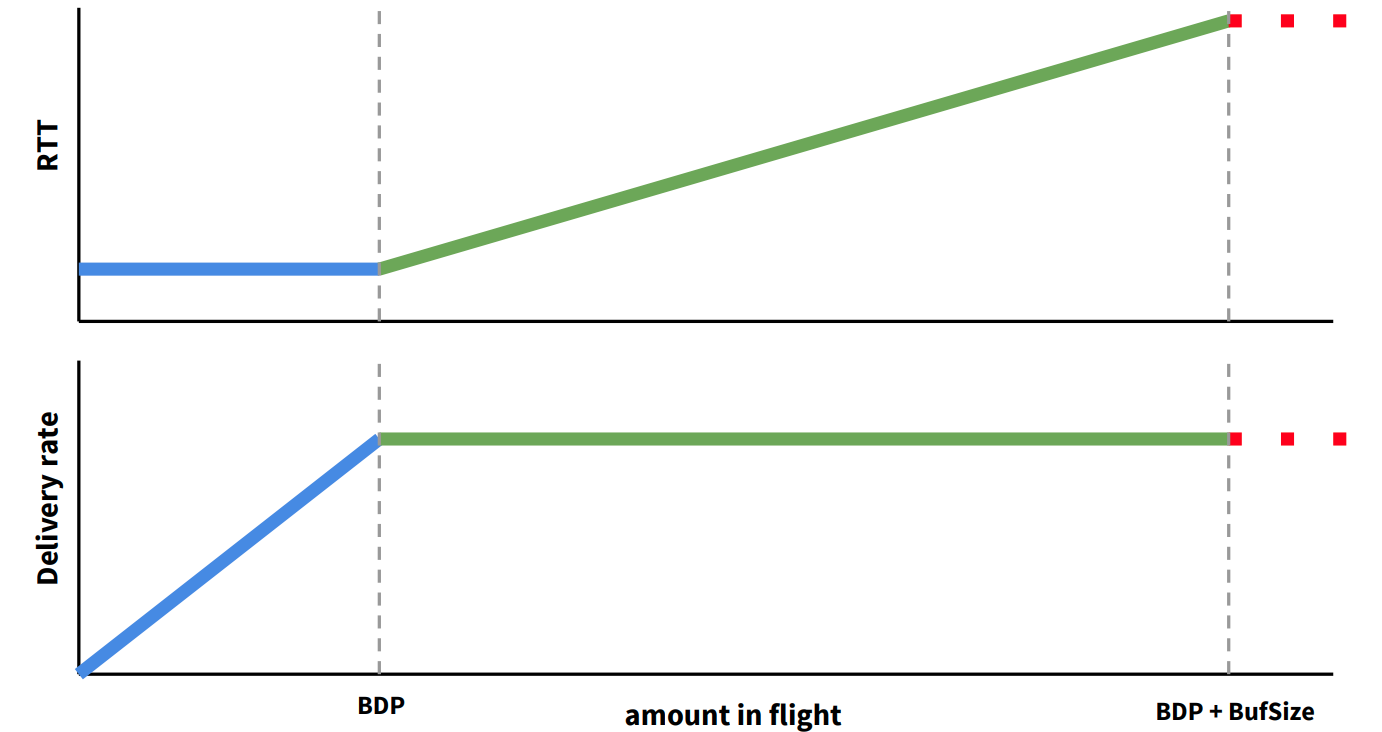 RTT
Delivery rate
BDP
amount in flight
BDP + BufSize